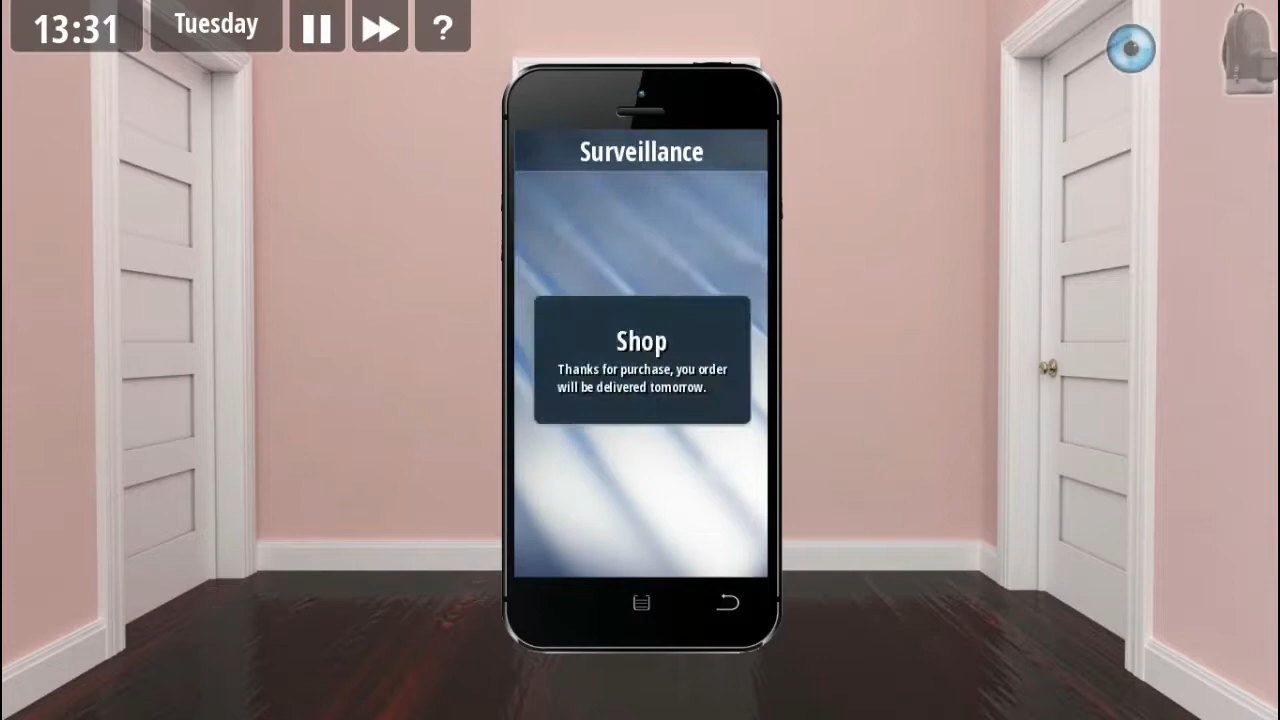 13:31
Tuesday
?
Surveillance
Shop
Thanks for purchase, you order
will be delivered tomorrow.